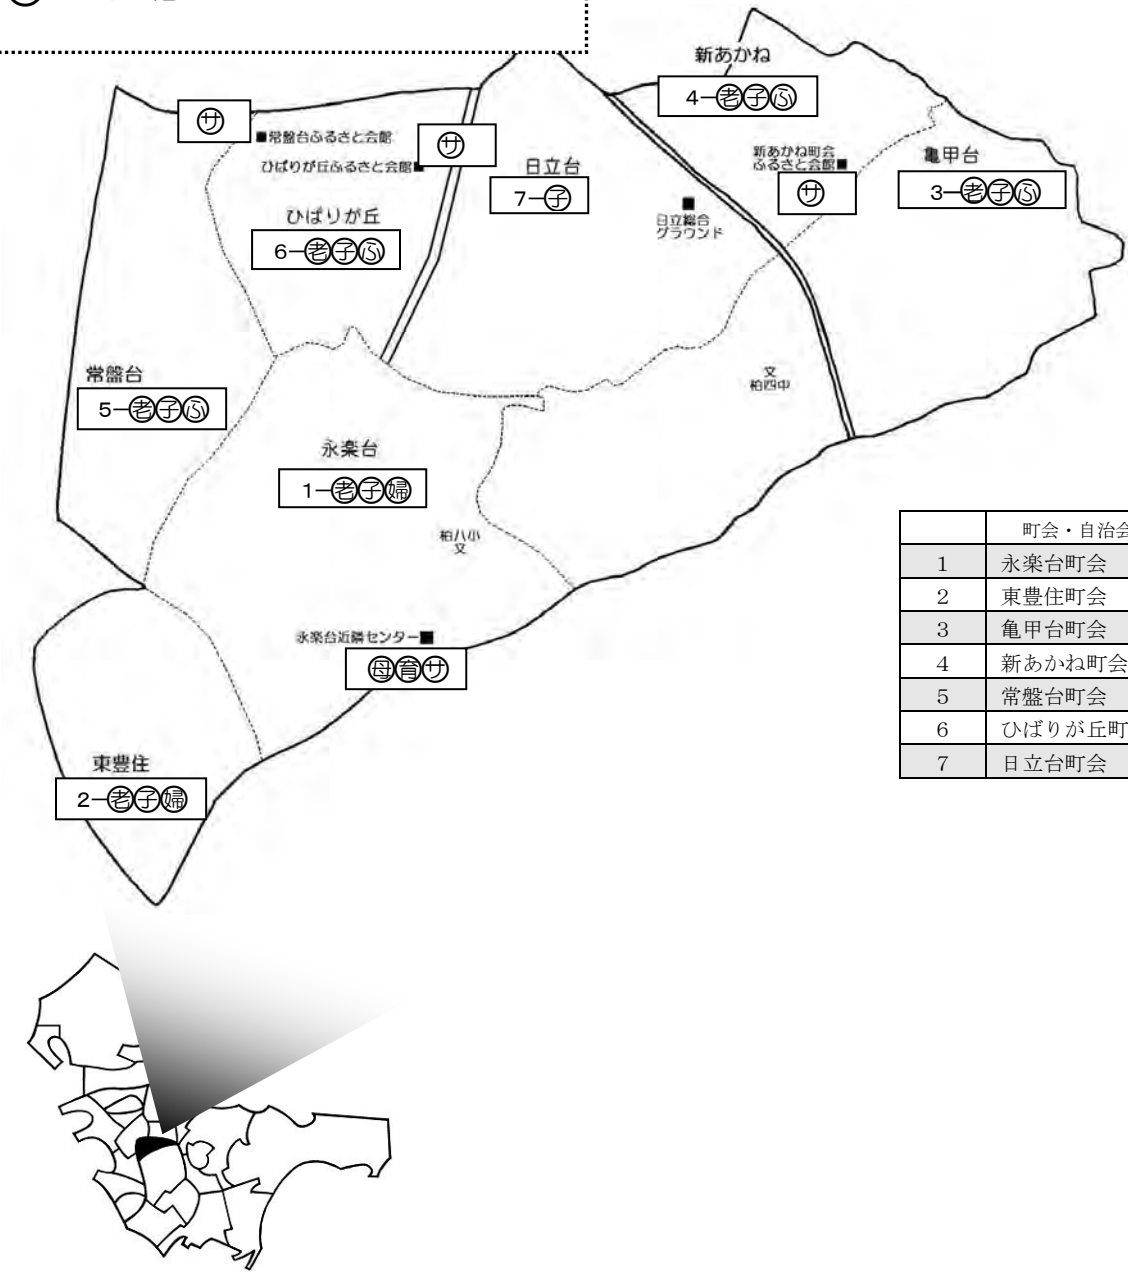 新あかね
4-老子ふ
サ
■常盤台ふるさと会館
サ
ひばりが丘ふるさと会館■
日立台
7-子
新あかね町会
ふるさと会館■
サ
亀甲台
3-老子ふ
■
日立総合
グラウンド
ひばりが丘
6-老子ふ
常盤台
5-老子ふ
文
柏四中
永楽台
1-老子婦
柏八小
文
永楽台近隣センター■
母育サ
東豊住
2-老子婦
町会・自治会
1 永楽台町会
2 東豊住町会
3 亀甲台町会
4 新あかね町会
5 常盤台町会
6 ひばりが丘町
7 日立台町会